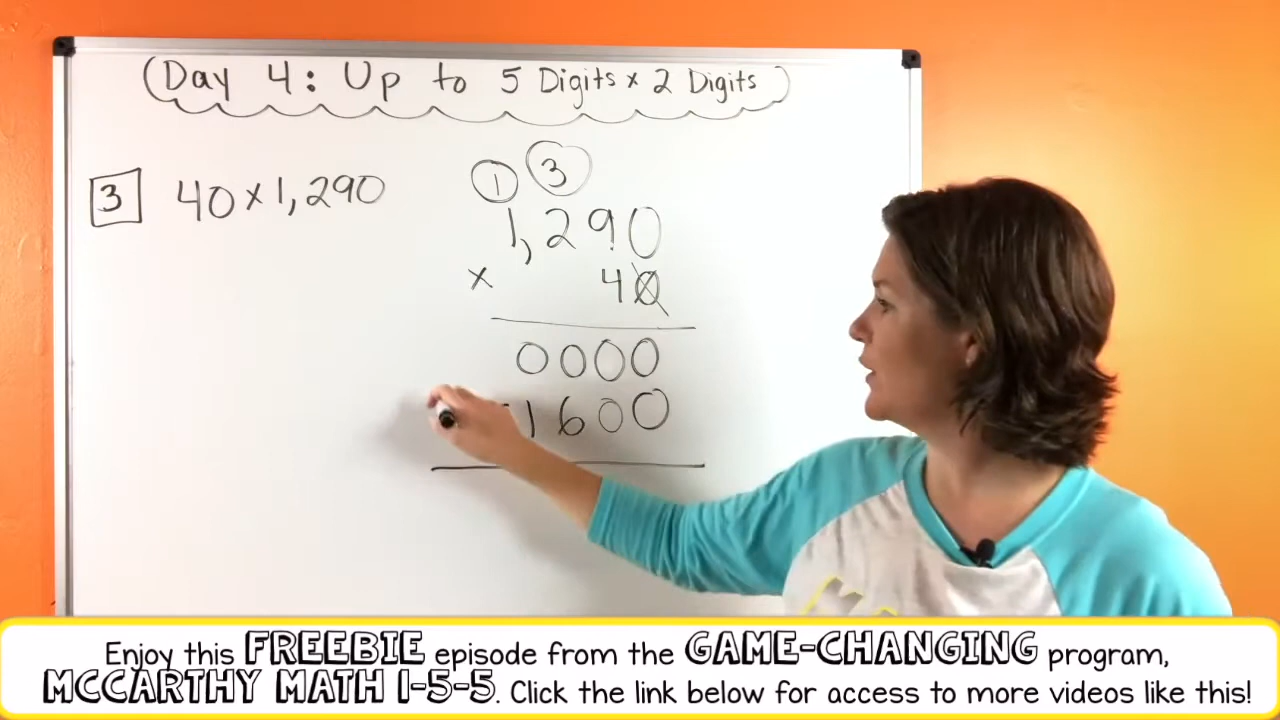 Day 4: Up to 5 Digits x 2 Digits
3 40 x 1,290
1 3
1,290
x 40
0000
1600
Enjoy this FREEBIE episode from the GAME-CHANGING program,
MCCARTHY MATH 1-5-5. Click the link below for access to more videos like this!